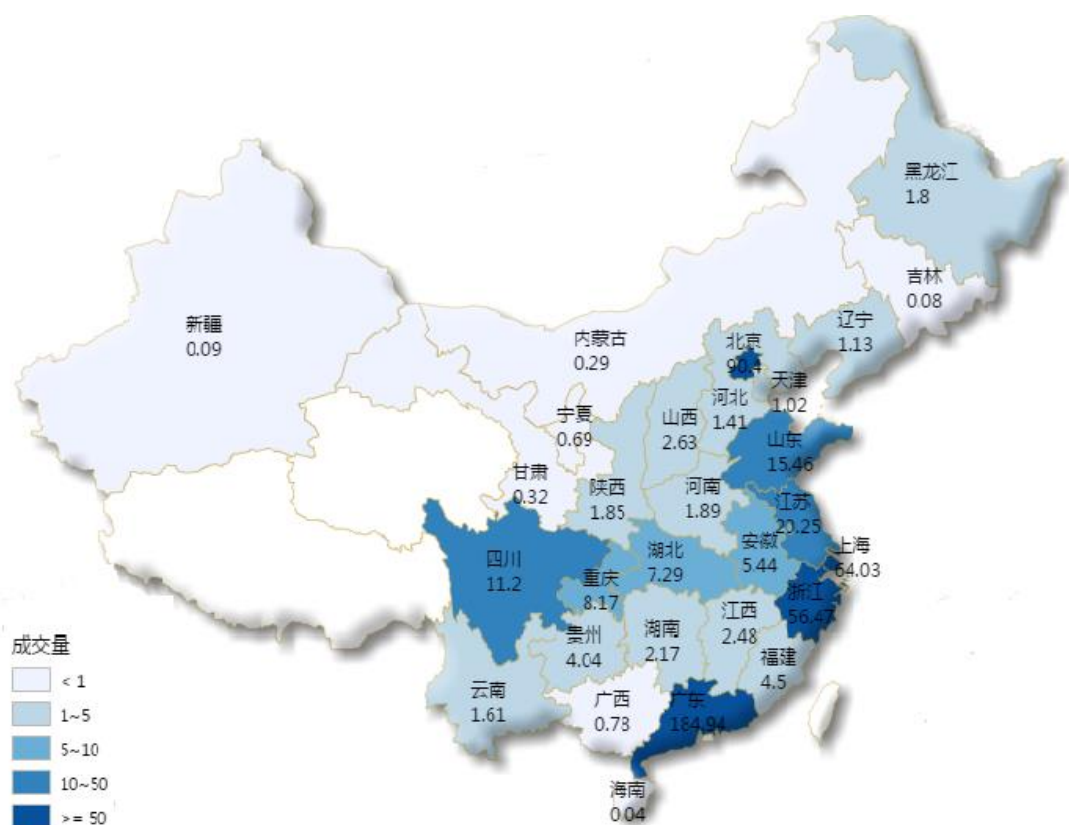 黑龙江
1.8
吉林
0.08
辽宁
1.13
新疆
0.09
内蒙古
0.29
北京
90.4
天津
1.02
河北
1.41
宁夏
0.69
山西
2.63
山东
15.46
甘肃
0.32
陕西
1.85
河南
1.89
江苏
20.25
安徽
5.44
上海
64.03
四川
11.2
湖北
7.29
重庆
8.17
浙江
56.47
江西
2.48
贵州
4.04
湖南
2.17
福建
4.5
云南
1.61
广西
0.78
广东
184.94
海南
0.04
成交量
< 1
1~5
5~10
10~50
>= 50